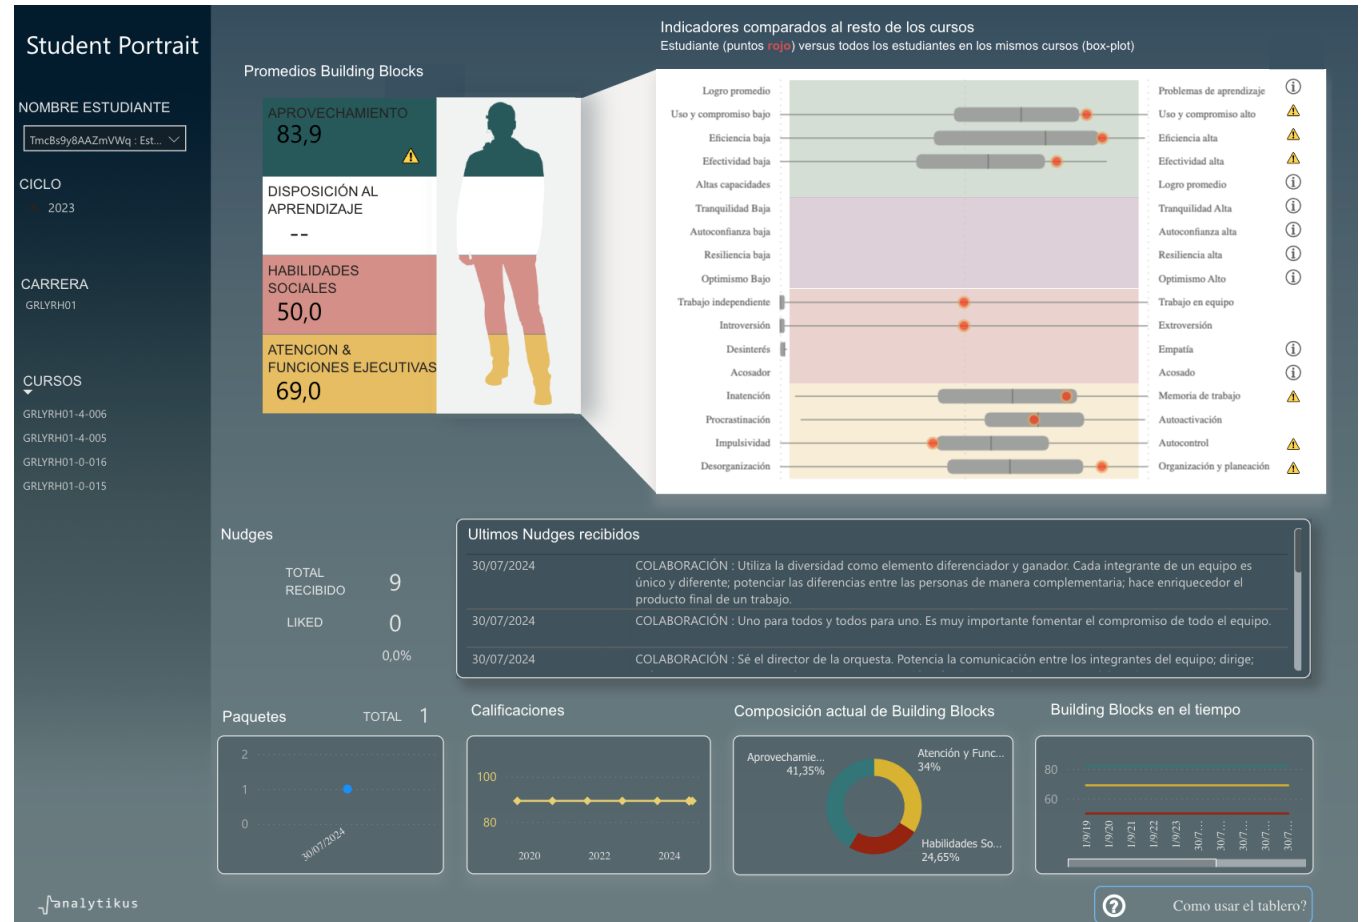 Student Portrait
NOMBRE ESTUDIANTE
TmcBs9y8AAZmVWq : Est...
CICLO
2023
CARRERA
GRLYRH01
CURSOS
GRLYRH01-4-006
GRLYRH01-4-005
GRLYRH01-0-016
GRLYRH01-0-015
analytikus
Promedios Building Blocks
APROVECHAMIENTO
83,9
DISPOSICIÓN AL
APRENDIZAJE
--
HABILIDADES
SOCIALES
50,0
ATENCION &
FUNCIONES EJECUTIVAS
69,0
Indicadores comparados al resto de los cursos
Estudiante (puntos rojo) versus todos los estudiantes en los mismos cursos (box-plot)
Logro promedio Problemas de aprendizaje
Uso y compromiso bajo Uso y compromiso alto
Eficiencia baja Eficiencia alta
Efectividad baja Efectividad alta
Altas capacidades Logro promedio
Tranquilidad Baja Tranquilidad Alta
Autoconfianza baja Autoconfianza alta
Resiliencia baja Resiliencia alta
Optimismo Bajo Optimismo Alto
Trabajo independiente Trabajo en equipo
Introversión Extroversión
Desinterés Empatía
Acosador Acosado
Inatención Memoria de trabajo
Procrastinación Autoactivación
Impulsividad Autocontrol
Desorganización Organización y planeación
Nudges
TOTAL
RECIBIDO 9
LIKED 0
0,0%
Ultimos Nudges recibidos
30/07/2024 COLABORACIÓN : Utiliza la diversidad como elemento diferenciador y ganador. Cada integrante de un equipo es
único y diferente; potenciar las diferencias entre las personas de manera complementaria; hace enriquecedor el
producto final de un trabajo.
30/07/2024 COLABORACIÓN : Uno para todos y todos para uno. Es muy importante fomentar el compromiso de todo el equipo.
30/07/2024 COLABORACIÓN : Sé el director de la orquesta. Potencia la comunicación entre los integrantes del equipo; dirige;
Paquetes TOTAL 1
2
1
0
30/07/2024
Calificaciones
100
80
2020 2022 2024
Composición actual de Building Blocks
Aprovechamie...
41,35%
Atención y Func...
34%
Habilidades So...
24,65%
Building Blocks en el tiempo
80
60
1/9/19 1/9/20 1/9/21 1/9/22 1/9/23 30/7... 30/7... 30/7... 30/7... 30/7...
Como usar el tablero?